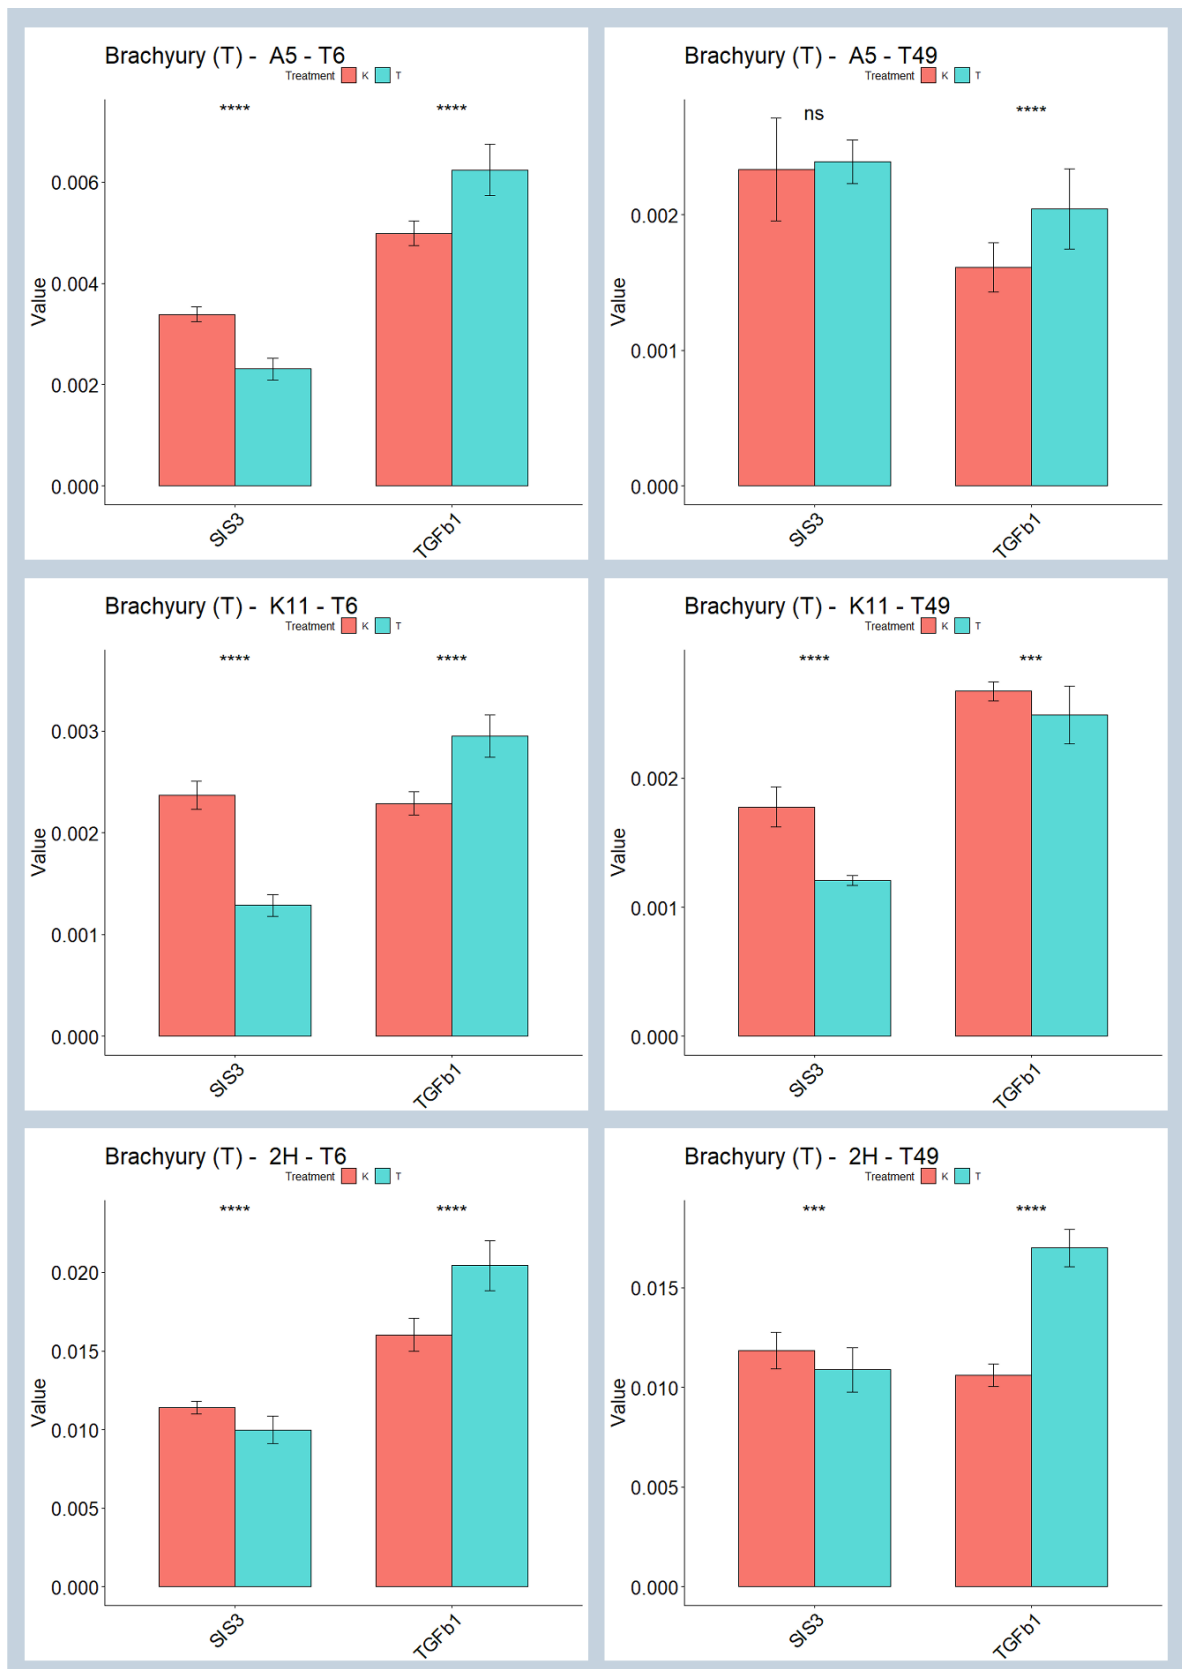 Brachyury (T) -  A5 - T6
Treatment K T
**** ****
0.006
0.004
0.002
0.000
Value
SIS3 TGFb1
Brachyury (T) -  A5 - T49
Treatment K T
ns ****
0.002
0.001
0.000
Value
SIS3 TGFb1
Brachyury (T) -  K11 - T6
Treatment K T
**** ****
0.003
0.002
0.001
0.000
Value
SIS3 TGFb1
Brachyury (T) -  K11 - T49
Treatment K T
**** ***
0.002
0.001
0.000
Value
SIS3 TGFb1
Brachyury (T) -  2H - T6
Treatment K T
**** ****
0.020
0.015
0.010
0.005
0.000
Value
SIS3 TGFb1
Brachyury (T) -  2H - T49
Treatment K T
*** ****
0.015
0.010
0.005
0.000
Value
SIS3 TGFb1